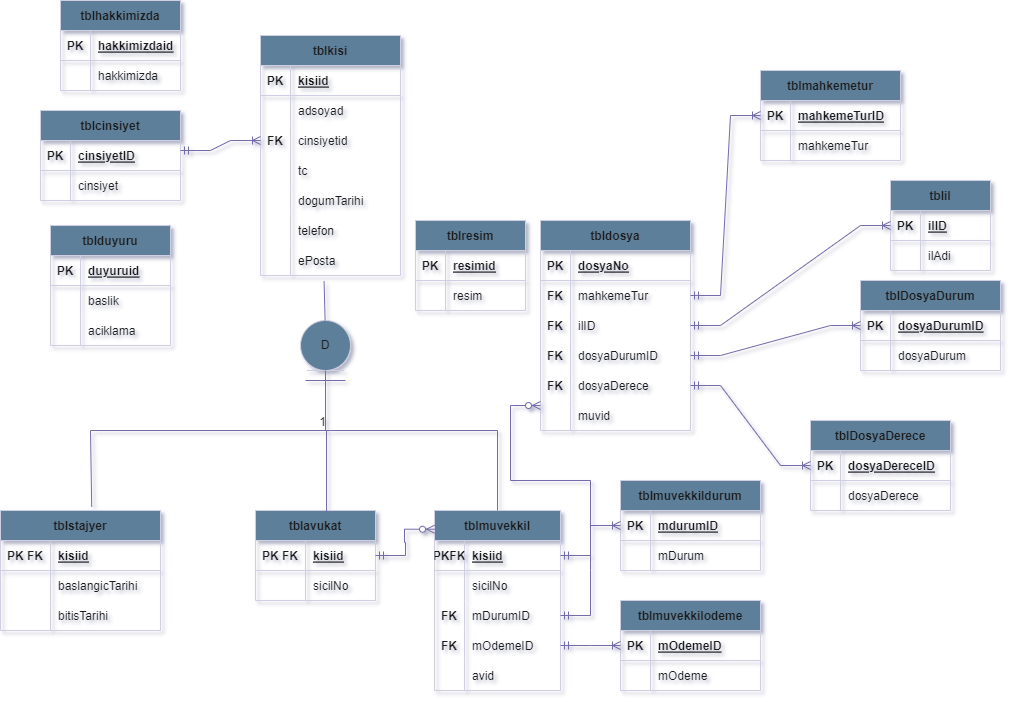 tblhakkimizda
PK hakkimizdaid
hakkimizda
tblcinsiyet
PK cinsiyetID
cinsiyet
tblduyuru
PK duyuruid
baslik
aciklama
tblkisi
PK kisiid
adsoyad
FK cinsiyetid
tc
dogumTarihi
telefon
ePosta
D
1
tblresim
PK resimid
resim
tbldosya
PK dosyaNo
FK mahkemeTur
FK ilID
FK dosyaDurumID
FK dosyaDerece
muvid
tblmahkemetur
PK mahkemeTurID
mahkemeTur
tblil
PK ilID
ilAdi
tblDosyaDurum
PK dosyaDurumID
dosyaDurum
tblDosyaDerece
PK dosyaDereceID
dosyaDerece
tblstajyer
PK FK kisiid
baslangicTarihi
bitisTarihi
tblavukat
PK FK kisiid
sicilNo
tblmuvekkil
PKFK kisiid
sicilNo
FK mDurumID
FK mOdemeID
avid
tblmuvekkildurum
PK mdurumID
mDurum
tblmuvekkilodeme
PK mOdemeID
mOdeme